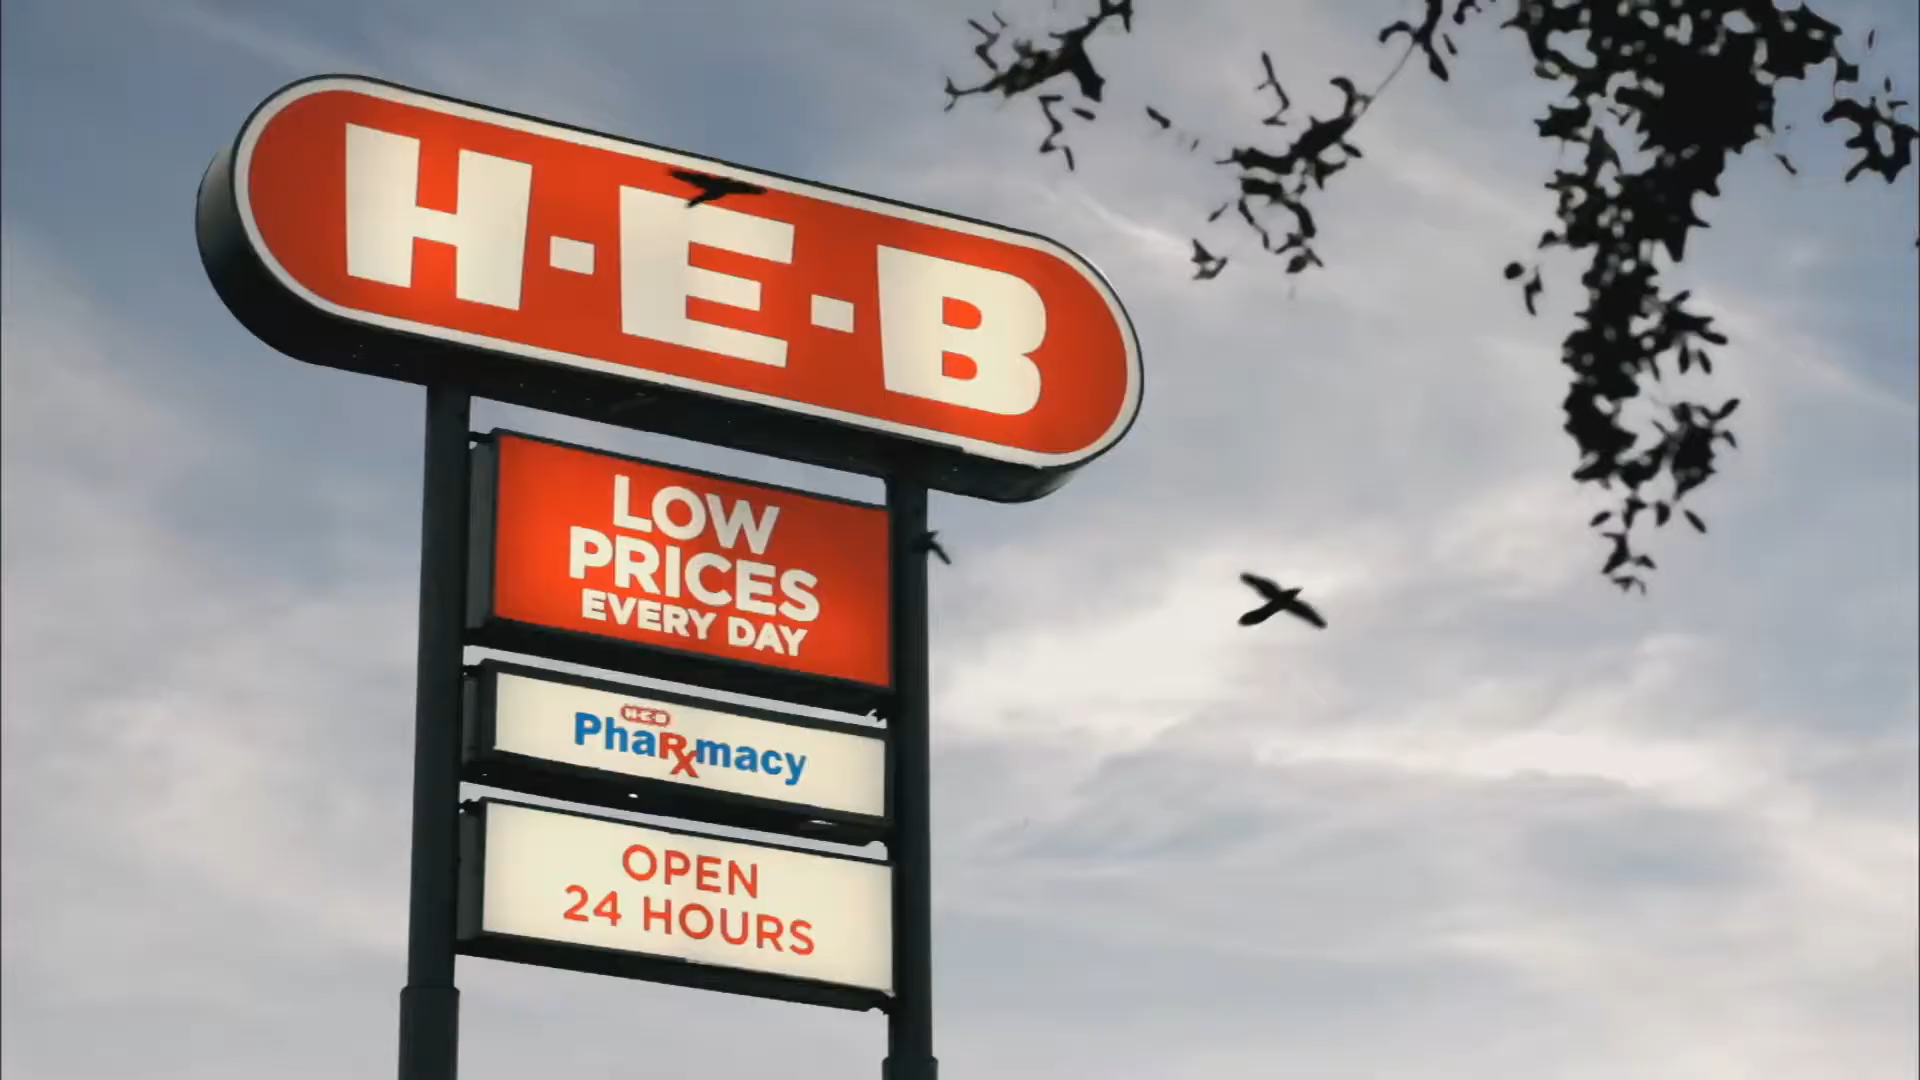 H-E-B
LOW
PRICES
EVERY DAY
H-E-B
PhaRxmacy
OPEN
24 HOURS